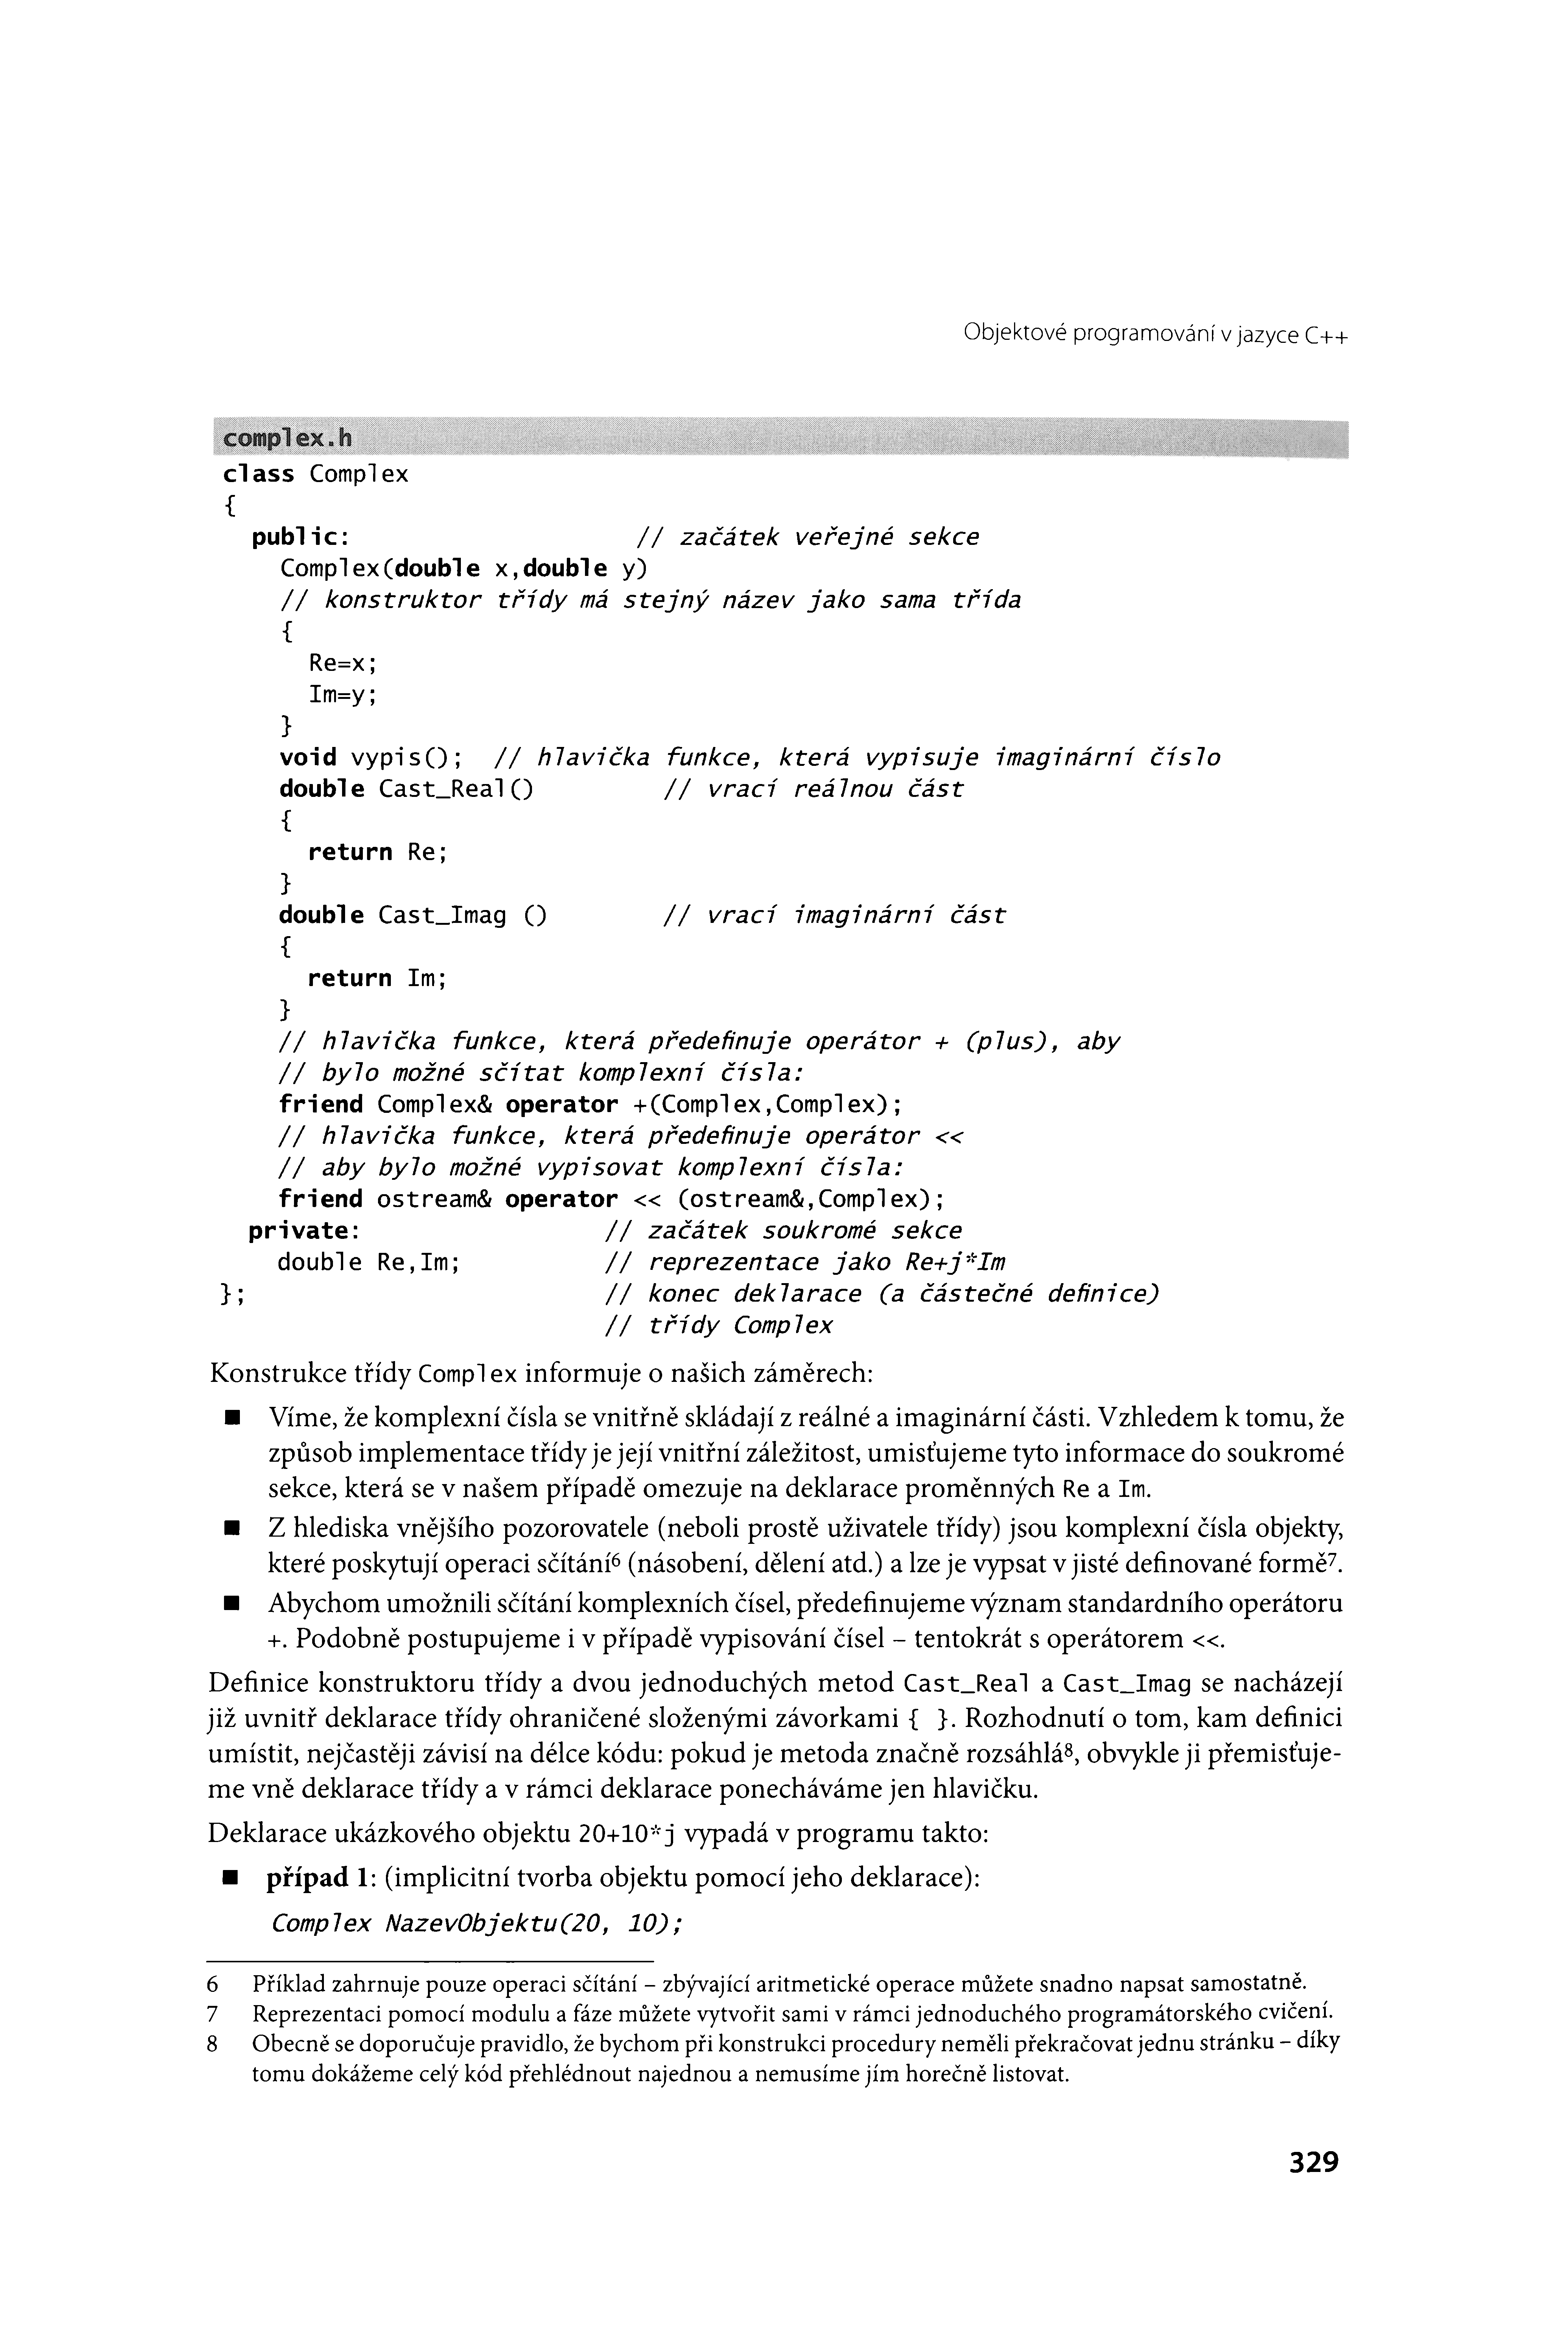 Objektové programování v jazyce C++
complex.h
class Complex
{
  public:                    // začátek veřejné sekce
    Complex(double x,double y)
    // konstruktor třídy má stejný název jako sama třída
    {
      Re=x;
      Im=y;
    }
    void vypis();  // hlavička funkce, která vypisuje imaginární číslo
    double Cast_Real()         // vrací reálnou část
    {
      return Re;
    }
    double Cast_Imag ()        // vrací imaginární část
    {
      return Im;
    }
    // hlavička funkce, která předefinuje operátor + (plus), aby
    // bylo možné sčítat komplexní čísla:
    friend Complex& operator +(Complex,Complex);
    // hlavička funkce, která předefinuje operátor <<
    // aby bylo možné vypisovat komplexní čísla:
    friend ostream& operator << (ostream&,Complex);
  private:                 // začátek soukromé sekce
    double Re,Im;          // reprezentace jako Re+j*Im
};                         // konec deklarace (a částečné definice)
                           // třídy Complex
Konstrukce třídy Complex informuje o našich záměrech:
■ Víme, že komplexní čísla se vnitřně skládají z reálné a imaginární části. Vzhledem k tomu, že
způsob implementace třídy je její vnitřní záležitost, umisťujeme tyto informace do soukromé
sekce, která se v našem případě omezuje na deklarace proměnných Re a Im.
■ Z hlediska vnějšího pozorovatele (neboli prostě uživatele třídy) jsou komplexní čísla objekty,
které poskytují operaci sčítání⁶ (násobení, dělení atd.) a lze je vypsat v jisté definované formě⁷.
■ Abychom umožnili sčítání komplexních čísel, předefinujeme význam standardního operátoru
+. Podobně postupujeme i v případě vypisování čísel – tentokrát s operátorem <<.
Definice konstruktoru třídy a dvou jednoduchých metod Cast_Real a Cast_Imag se nacházejí
již uvnitř deklarace třídy ohraničené složenými závorkami { }. Rozhodnutí o tom, kam definici
umístit, nejčastěji závisí na délce kódu: pokud je metoda značně rozsáhlá⁸, obvykle ji přemisťuje-
me vně deklarace třídy a v rámci deklarace ponecháváme jen hlavičku.
Deklarace ukázkového objektu 20+10*j vypadá v programu takto:
■ případ 1: (implicitní tvorba objektu pomocí jeho deklarace):
Complex NazevObjektu(20, 10);
6 Příklad zahrnuje pouze operaci sčítání – zbývající aritmetické operace můžete snadno napsat samostatně.
7 Reprezentaci pomocí modulu a fáze můžete vytvořit sami v rámci jednoduchého programátorského cvičení.
8 Obecně se doporučuje pravidlo, že bychom při konstrukci procedury neměli překračovat jednu stránku – díky
tomu dokážeme celý kód přehlédnout najednou a nemusíme jím horečně listovat.
329